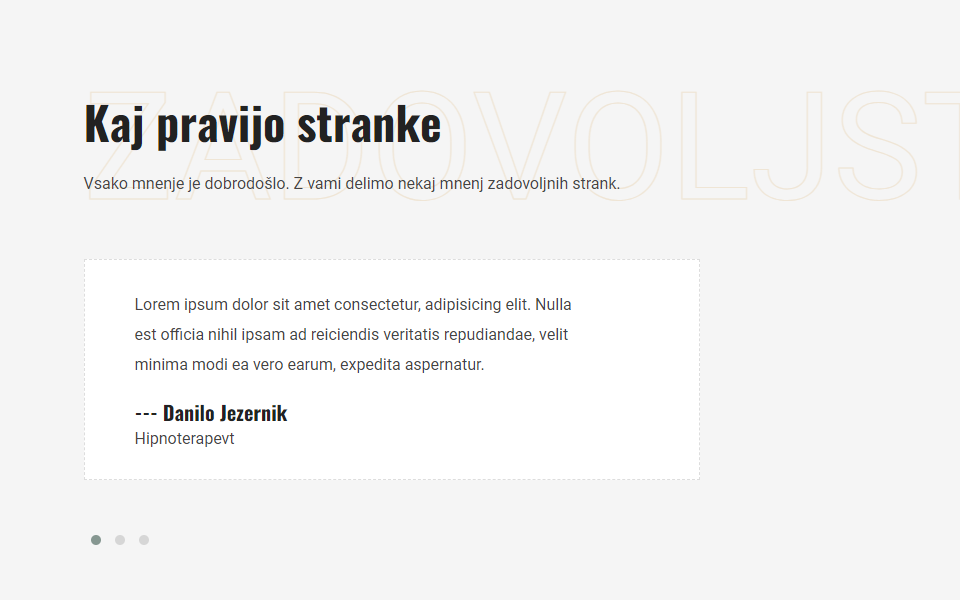 ZADOVOLJST
Kaj pravijo stranke
Vsako mnenje je dobrodošlo. Z vami delimo nekaj mnenj zadovoljnih strank.
Lorem ipsum dolor sit amet consectetur, adipisicing elit. Nulla
est officia nihil ipsam ad reiciendis veritatis repudiandae, velit
minima modi ea vero earum, expedita aspernatur.
--- Danilo Jezernik
Hipnoterapevt